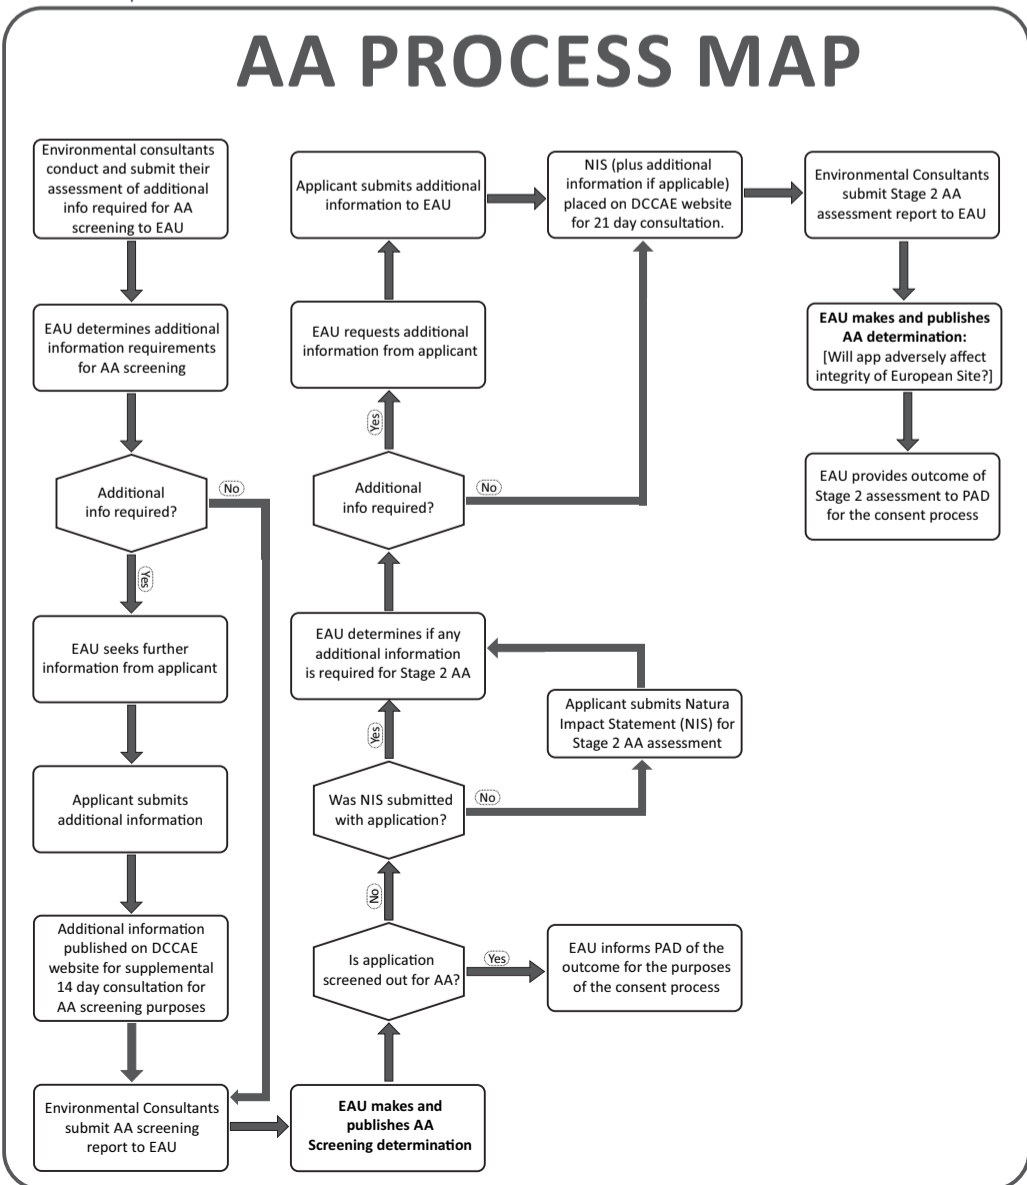 AA PROCESS MAP
Environmental consultants
conduct and submit their
assessment of additional
info required for AA
screening to EAU
EAU determines additional
information requirements
for AA screening
Additional
info required?
No
Yes
EAU seeks further
information from applicant
Applicant submits
additional information
Additional information
published on DCCAE
website for supplemental
14 day consultation for
AA screening purposes
Environmental Consultants
submit AA screening
report to EAU
EAU makes and
publishes AA
Screening determination
Is application
screened out for AA?
Yes
EAU informs PAD of the
outcome for the purposes
of the consent process
No
Was NIS submitted
with application?
No
Applicant submits Natura
Impact Statement (NIS) for
Stage 2 AA assessment
Yes
EAU determines if any
additional information
is required for Stage 2 AA
Additional
info required?
No
Yes
EAU requests additional
information from applicant
Applicant submits additional
information to EAU
NIS (plus additional
information if applicable)
placed on DCCAE website
for 21 day consultation.
Environmental Consultants
submit Stage 2 AA
assessment report to EAU
EAU makes and publishes
AA determination:
[Will app adversely affect
integrity of European Site?]
EAU provides outcome of
Stage 2 assessment to PAD
for the consent process